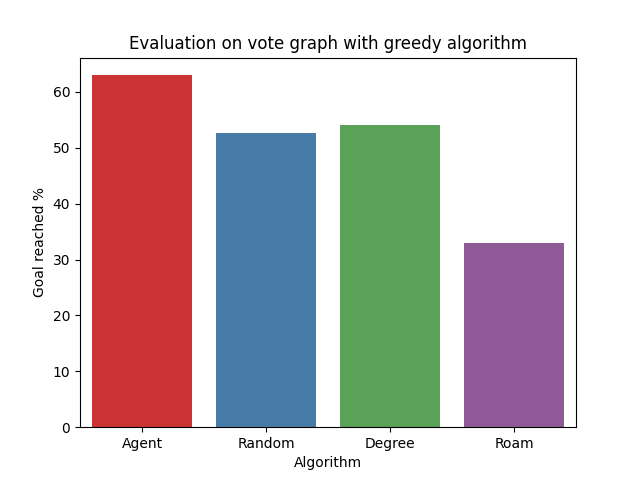 Evaluation on vote graph with greedy algorithm
Goal reached %
60
50
40
30
20
10
0
Agent
Random
Degree
Roam
Algorithm